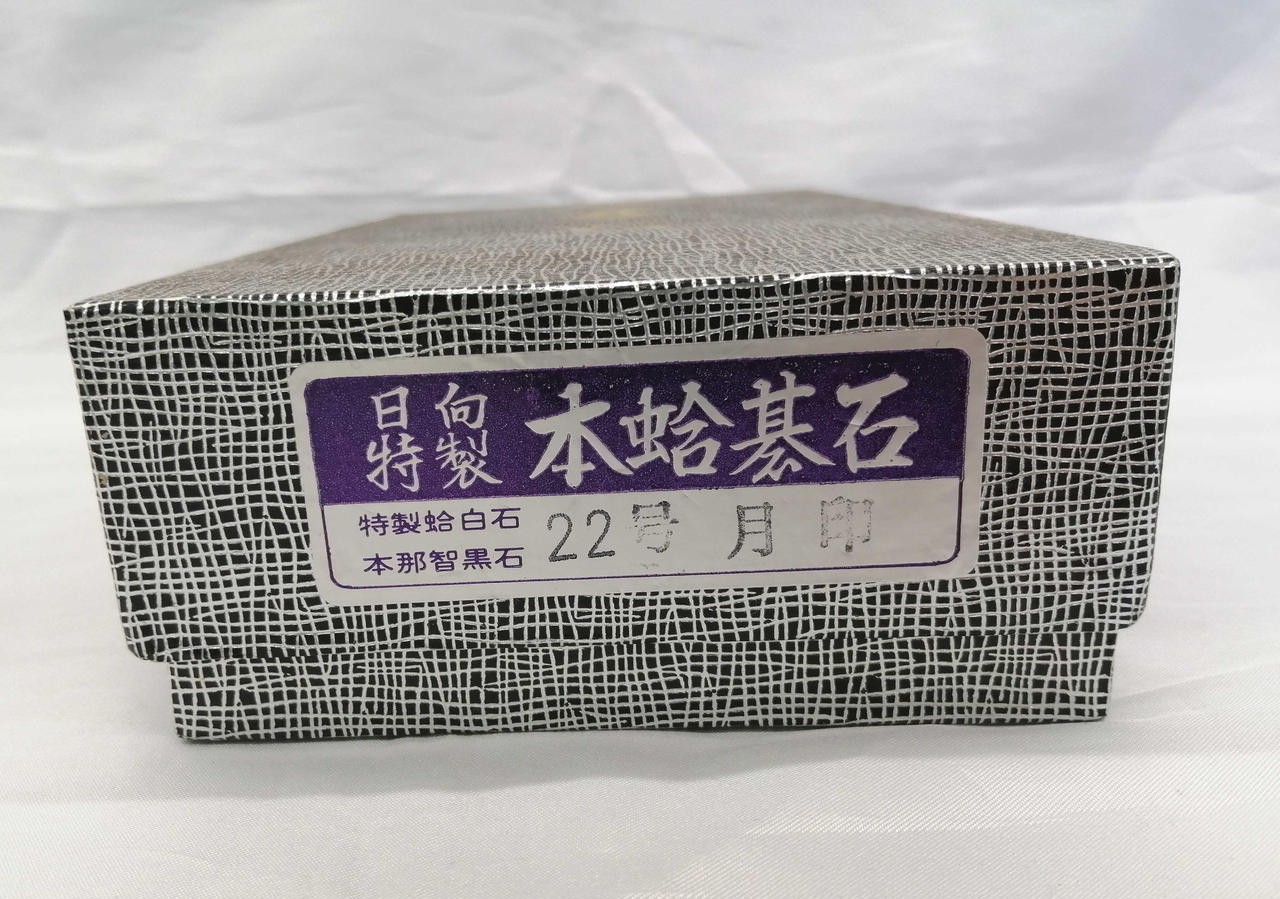 日向特製 本蛤碁石
特製蛤白石
本那智黒石
22号 月印